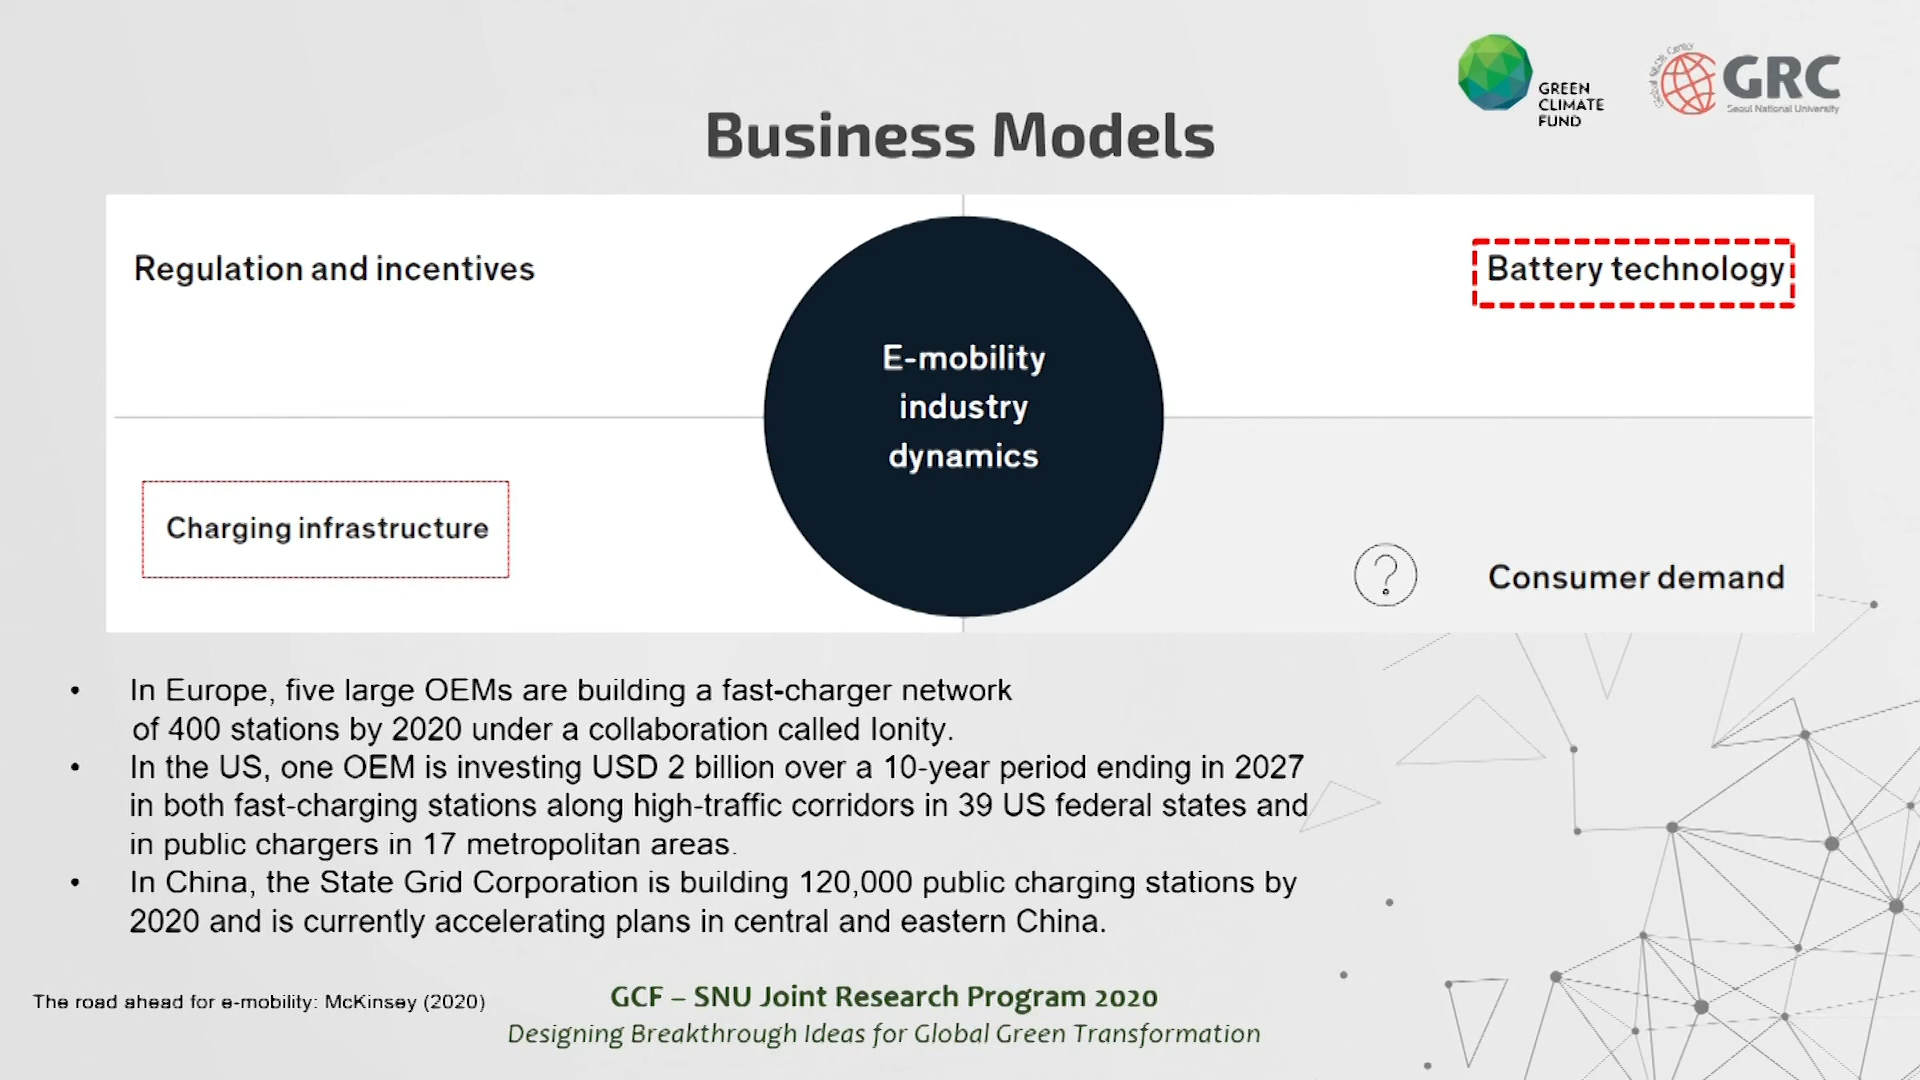 GREEN
CLIMATE
FUND
GRC
Seoul National University
Business Models
Regulation and incentives
Battery technology
E-mobility
industry
dynamics
Charging infrastructure
?
Consumer demand
• In Europe, five large OEMs are building a fast-charger network
of 400 stations by 2020 under a collaboration called Ionity.
• In the US, one OEM is investing USD 2 billion over a 10-year period ending in 2027
in both fast-charging stations along high-traffic corridors in 39 US federal states and
in public chargers in 17 metropolitan areas.
• In China, the State Grid Corporation is building 120,000 public charging stations by
2020 and is currently accelerating plans in central and eastern China.
The road ahead for e-mobility: McKinsey (2020)
GCF – SNU Joint Research Program 2020
Designing Breakthrough Ideas for Global Green Transformation